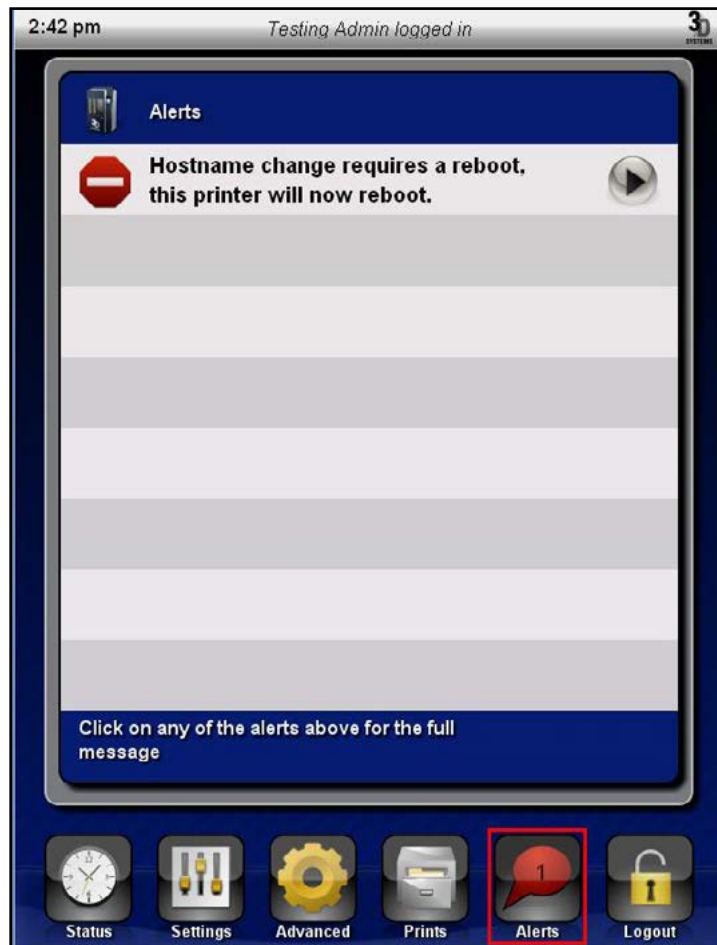 2:42 pm
Testing Admin logged in
3D
SYSTEMS
Alerts
Hostname change requires a reboot,
this printer will now reboot.
Click on any of the alerts above for the full
message
1
Status
Settings
Advanced
Prints
Alerts
Logout